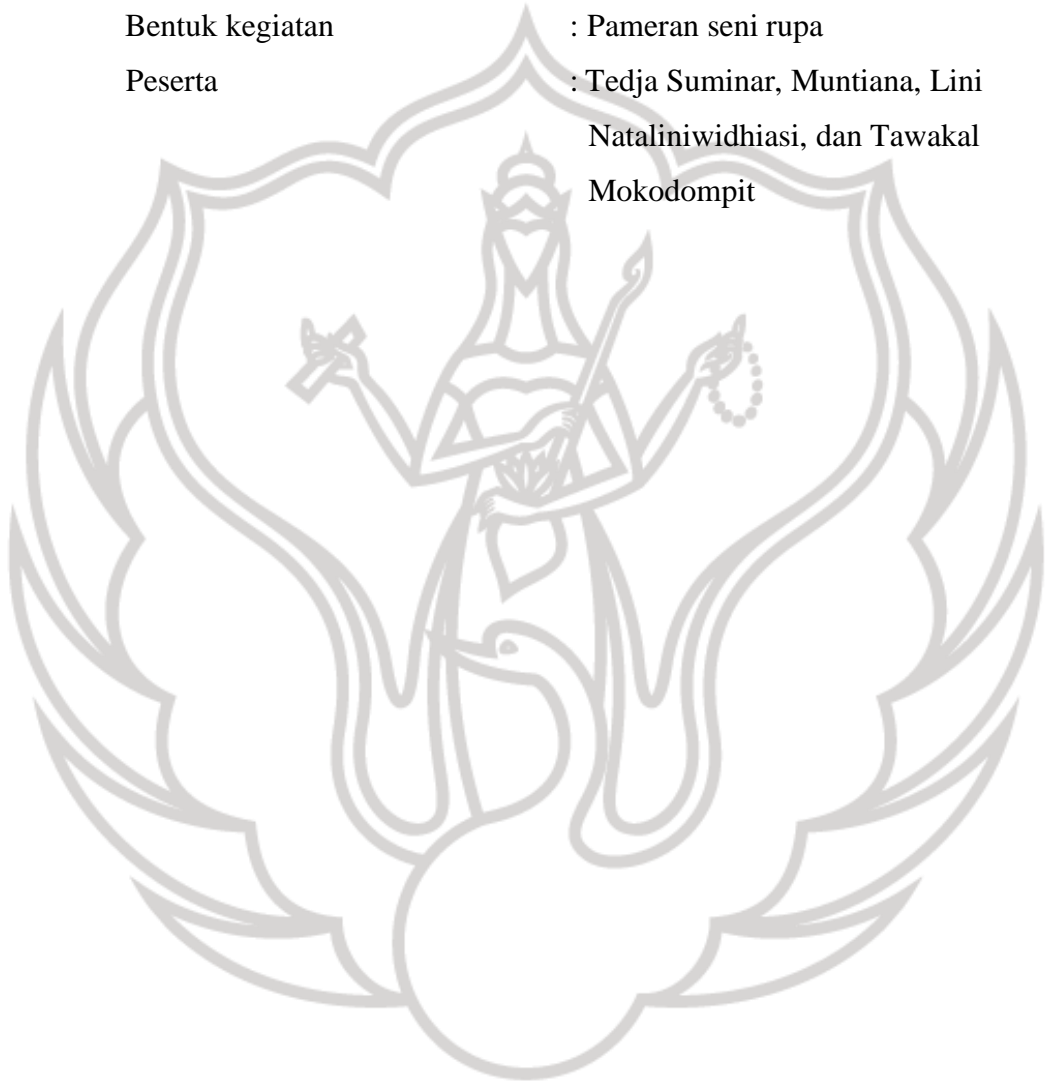 Bentuk kegiatan : Pameran seni rupa
Peserta : Tedja Suminar, Muntiana, Lini
Nataliniwidhiasi, dan Tawakal
Mokodompit